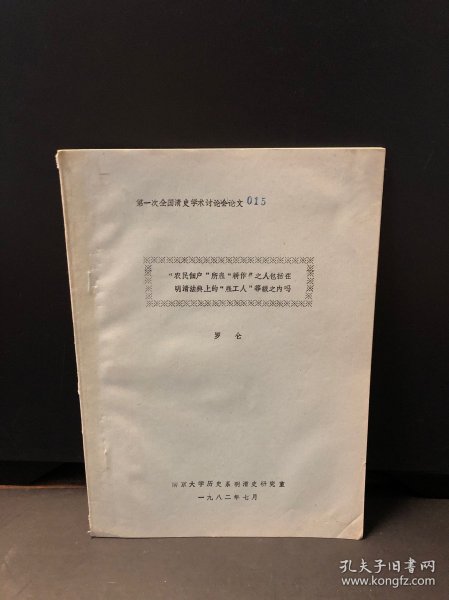 第一次全国清史学术讨论会论文 015
“农民佃户”所雇“耕作”之人包括在
明清法典上的“雇工人”等级之内吗
罗仑
南京大学历史系明清史研究室
一九八二年七月
孔夫子旧书网
www.kongfz.com